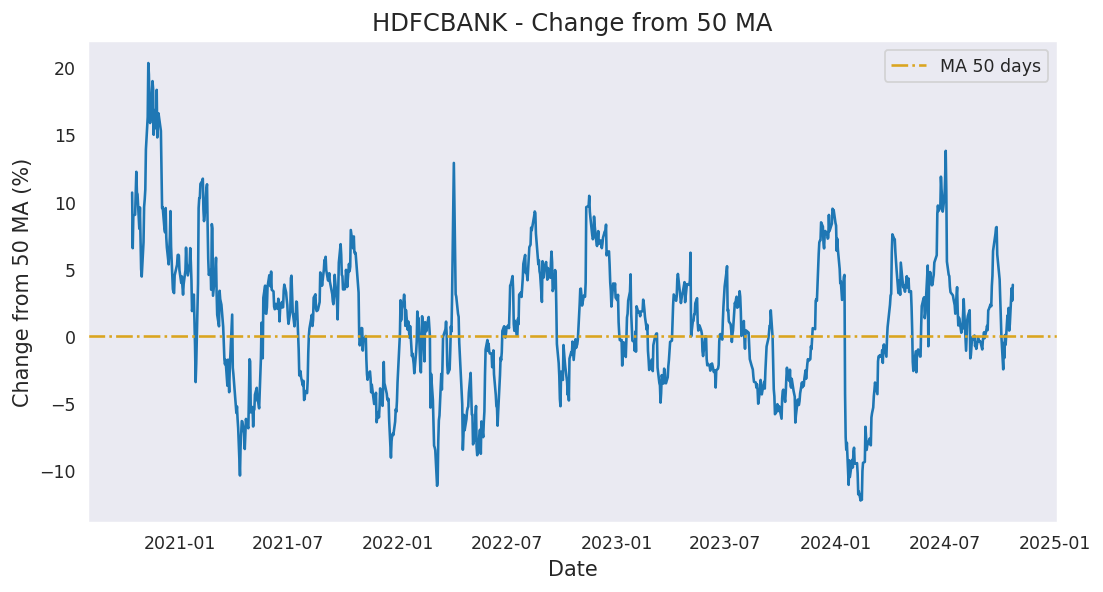 HDFCBANK - Change from 50 MA
MA 50 days
Change from 50 MA (%)
20
15
10
5
0
−5
−10
2021-01 2021-07 2022-01 2022-07 2023-01 2023-07 2024-01 2024-07 2025-01
Date